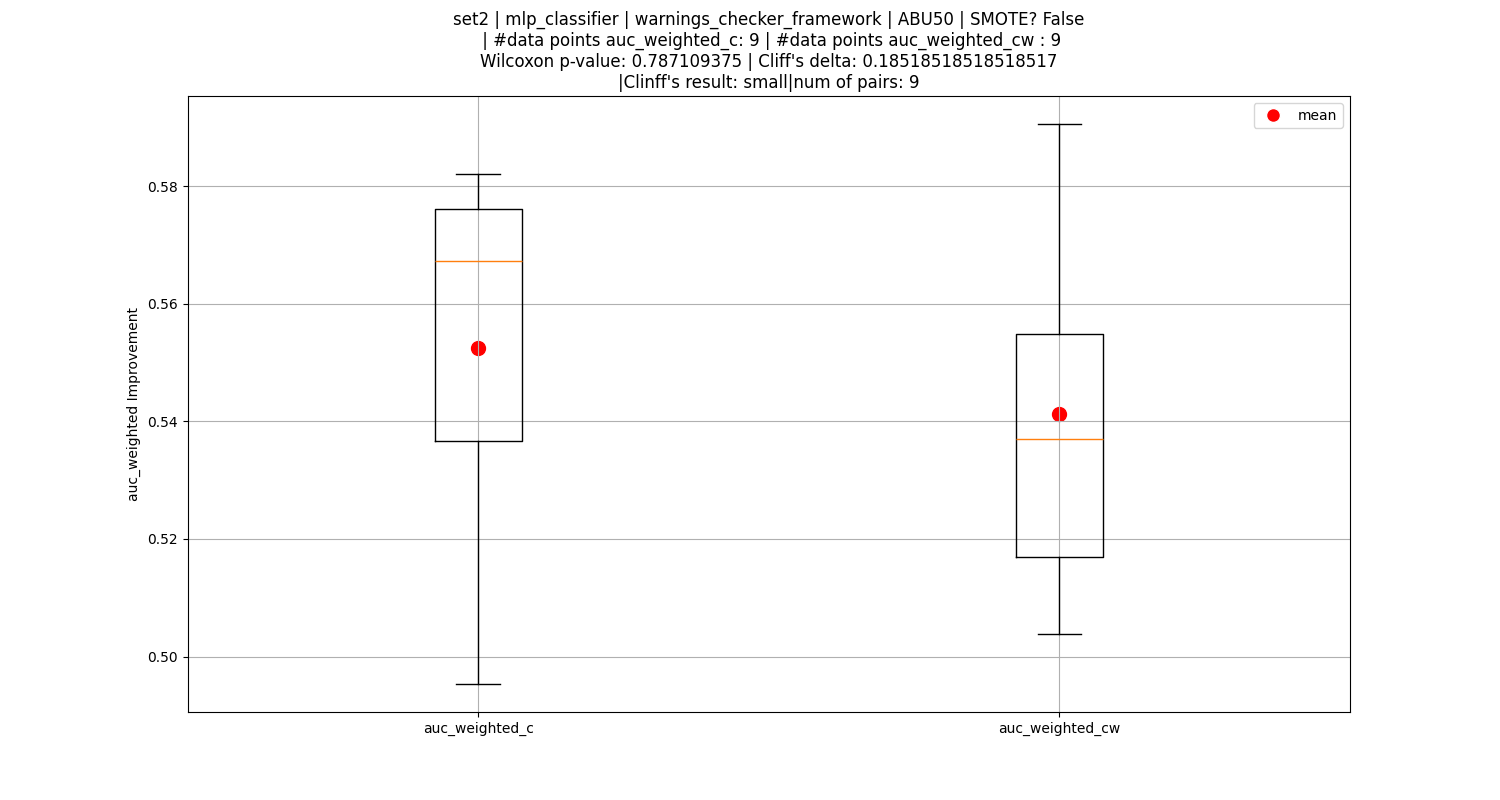 set2 | mlp_classifier | warnings_checker_framework | ABU50 | SMOTE? False
| #data points auc_weighted_c: 9 | #data points auc_weighted_cw : 9
Wilcoxon p-value: 0.787109375 | Cliff's delta: 0.18518518518518517
|Clinff's result: small|num of pairs: 9
mean
0.58
0.56
0.54
0.52
0.50
auc_weighted Improvement
auc_weighted_c
auc_weighted_cw